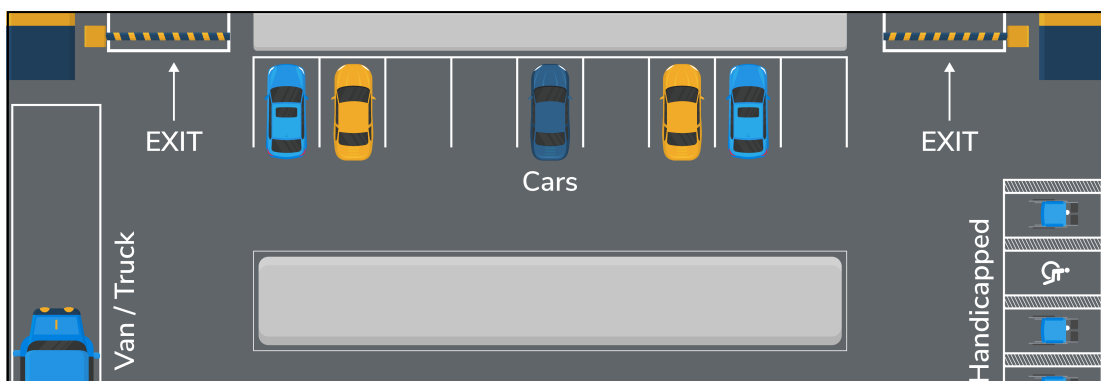 EXIT
EXIT
Cars
Van / Truck
Handicapped